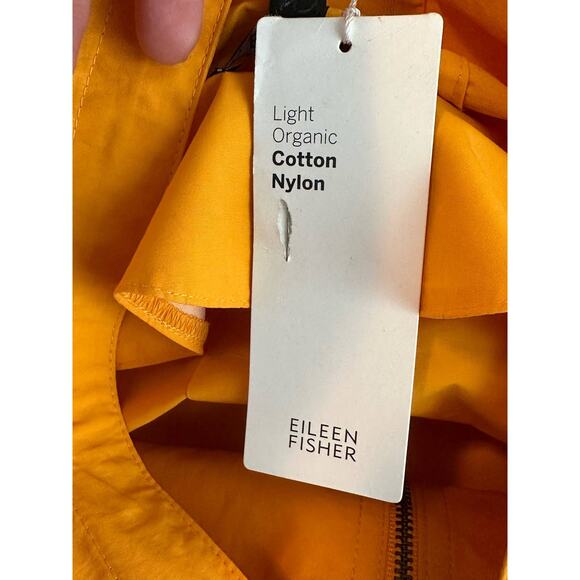 Light
Organic
Cotton
Nylon
EILEEN
FISHER